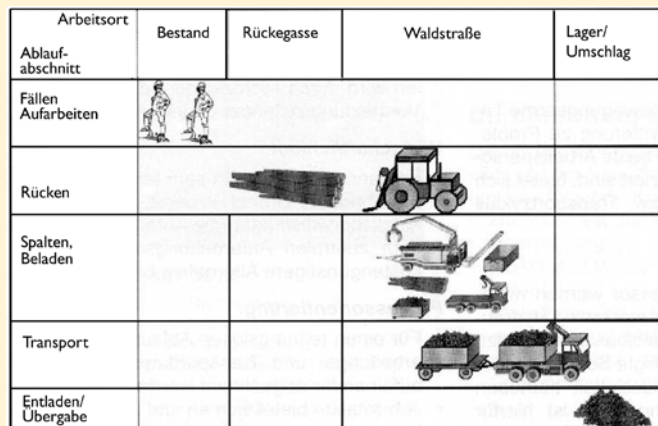 Arbeitsort
Bestand
Rückegasse
Waldstraße
Lager/
Umschlag
Ablauf-
abschnitt
Fällen
Aufarbeiten
Rücken
Spalten,
Beladen
Transport
Entladen/
Übergabe